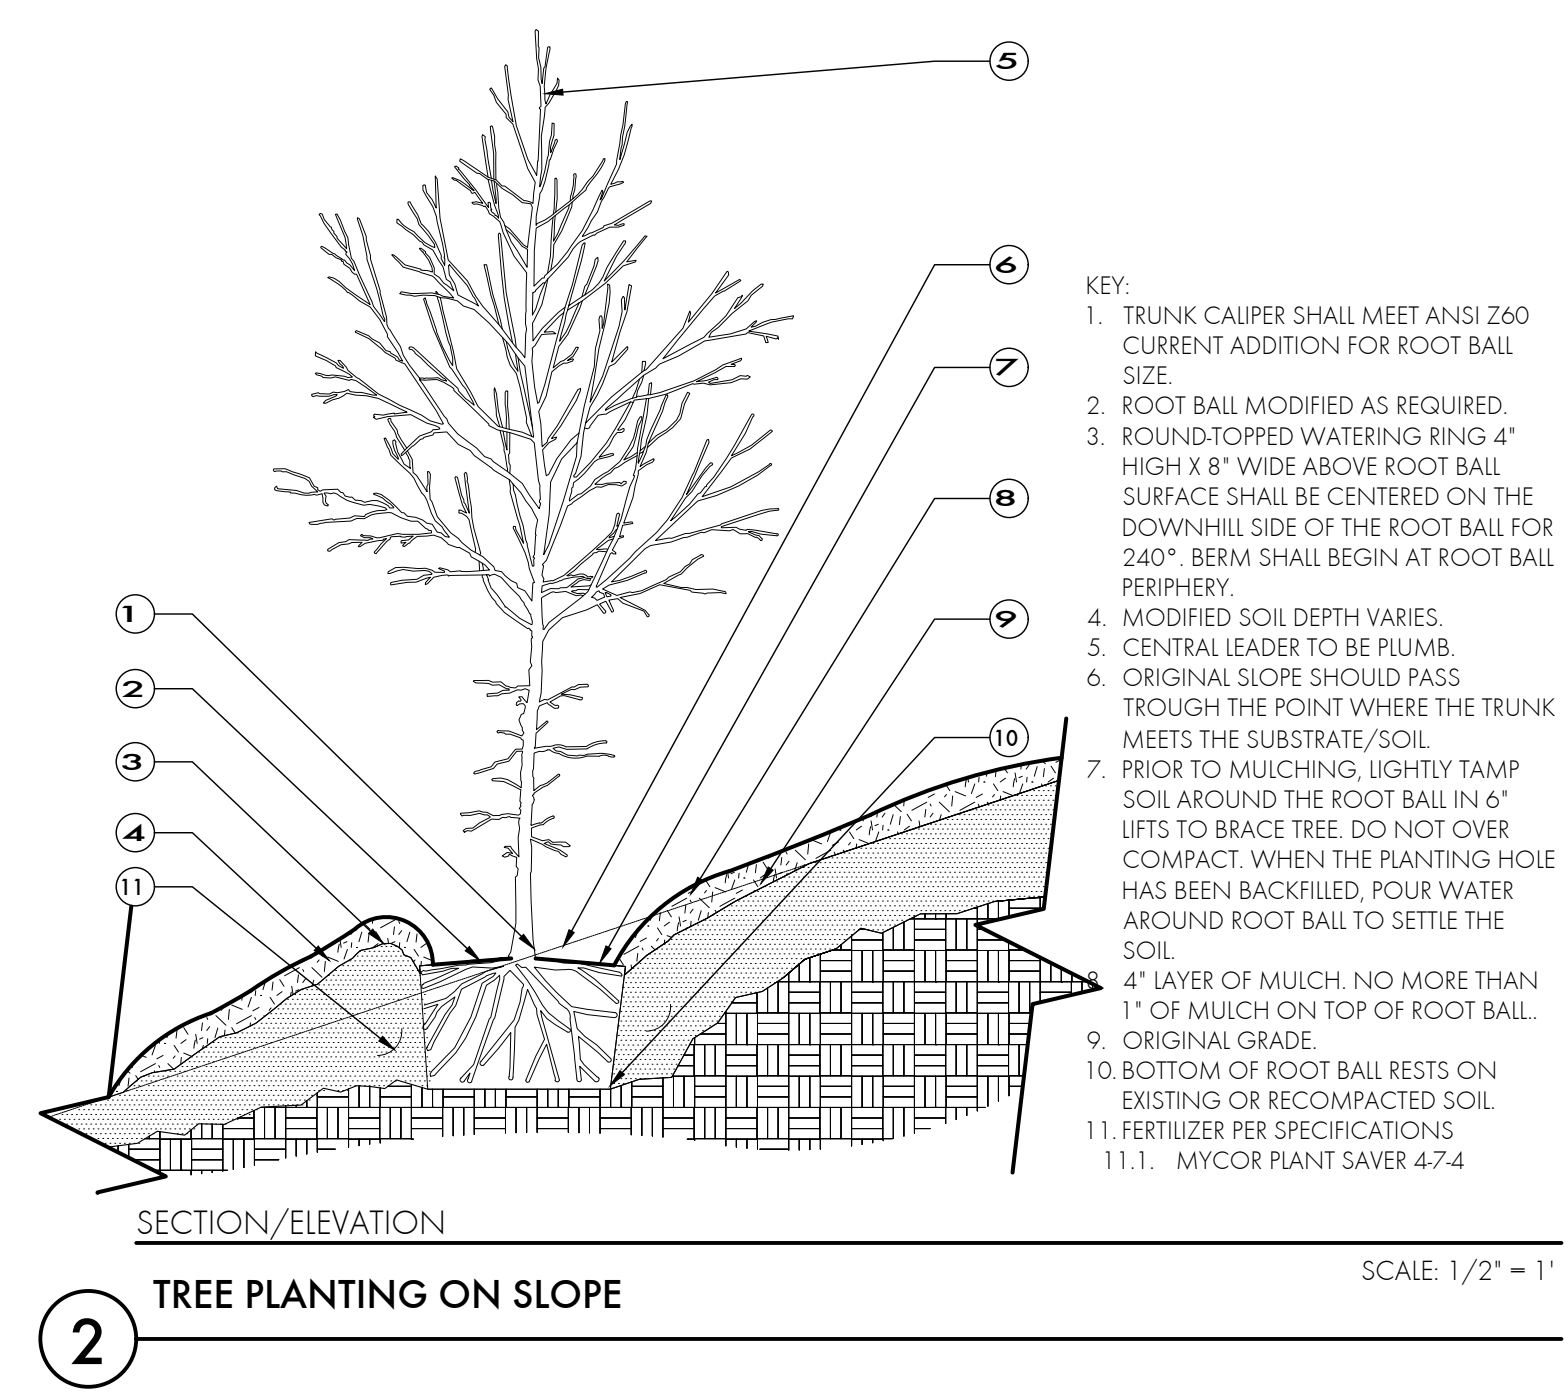 5
6
7
8
9
10
1
2
3
4
11
KEY:
1. TRUNK CALIPER SHALL MEET ANSI Z60
CURRENT ADDITION FOR ROOT BALL
SIZE.
2. ROOT BALL MODIFIED AS REQUIRED.
3. ROUND-TOPPED WATERING RING 4"
HIGH X 8" WIDE ABOVE ROOT BALL
SURFACE SHALL BE CENTERED ON THE
DOWNHILL SIDE OF THE ROOT BALL FOR
240°. BERM SHALL BEGIN AT ROOT BALL
PERIPHERY.
4. MODIFIED SOIL DEPTH VARIES.
5. CENTRAL LEADER TO BE PLUMB.
6. ORIGINAL SLOPE SHOULD PASS
TROUGH THE POINT WHERE THE TRUNK
MEETS THE SUBSTRATE/SOIL.
7. PRIOR TO MULCHING, LIGHTLY TAMP
SOIL AROUND THE ROOT BALL IN 6"
LIFTS TO BRACE TREE. DO NOT OVER
COMPACT. WHEN THE PLANTING HOLE
HAS BEEN BACKFILLED, POUR WATER
AROUND ROOT BALL TO SETTLE THE
SOIL.
8. 4" LAYER OF MULCH. NO MORE THAN
1" OF MULCH ON TOP OF ROOT BALL..
9. ORIGINAL GRADE.
10. BOTTOM OF ROOT BALL RESTS ON
EXISTING OR RECOMPACTED SOIL.
11. FERTILIZER PER SPECIFICATIONS
11.1. MYCOR PLANT SAVER 4-7-4
SECTION/ELEVATION
SCALE: 1/2" = 1'
TREE PLANTING ON SLOPE
2